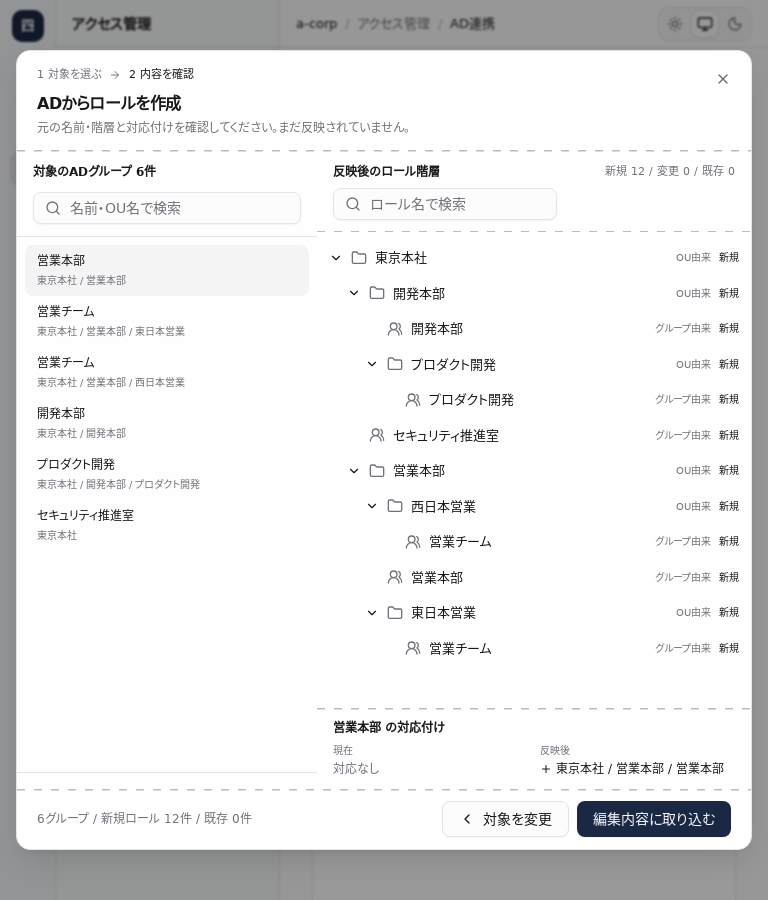 四
アクセス管理
a-corp / アクセス管理 / AD連携
1 対象を選ぶ → 2 内容を確認
ADからロールを作成
元の名前・階層と対応付けを確認してください。まだ反映されていません。
対象のADグループ 6件
名前・OU名で検索
営業本部
東京本社 / 営業本部
営業チーム
東京本社 / 営業本部 / 東日本営業
営業チーム
東京本社 / 営業本部 / 西日本営業
開発本部
東京本社 / 開発本部
プロダクト開発
東京本社 / 開発本部 / プロダクト開発
セキュリティ推進室
東京本社
反映後のロール階層
新規 12 / 変更 0 / 既存 0
ロール名で検索
東京本社 OU由来 新規
開発本部 OU由来 新規
開発本部 グループ由来 新規
プロダクト開発 OU由来 新規
プロダクト開発 グループ由来 新規
セキュリティ推進室 グループ由来 新規
営業本部 OU由来 新規
西日本営業 OU由来 新規
営業チーム グループ由来 新規
営業本部 グループ由来 新規
東日本営業 OU由来 新規
営業チーム グループ由来 新規
営業本部 の対応付け
現在
対応なし
反映後
+ 東京本社 / 営業本部 / 営業本部
6グループ / 新規ロール 12件 / 既存 0件
対象を変更
編集内容に取り込む